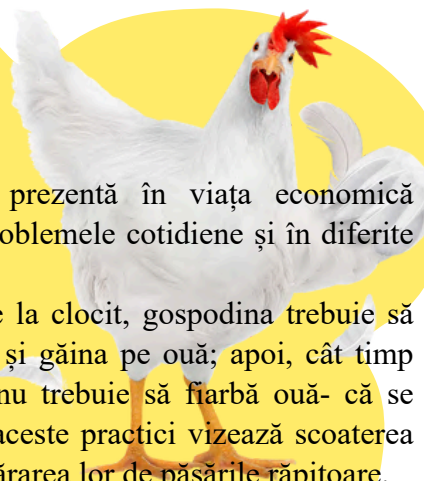 prezentă în viața economică
oblemele cotidiene și în diferite
e la clocit, gospodina trebuie să
și găina pe ouă; apoi, cât timp
nu trebuie să fiarbă ouă- că se
aceste practici vizează scoaterea
ărarea lor de păsările răpitoare.